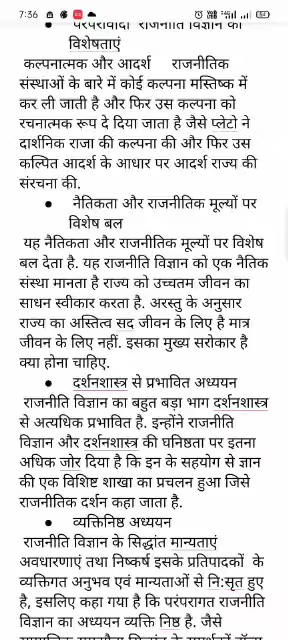 7:36
परंपरावादी राजनीति विज्ञान की
विशेषताएं
कल्पनात्मक और आदर्श राजनीतिक
संस्थाओं के बारे में कोई कल्पना मस्तिष्क में
कर ली जाती है और फिर उस कल्पना को
रचनात्मक रूप दे दिया जाता है जैसे प्लेटो ने
दार्शनिक राजा की कल्पना की और फिर उस
कल्पित आदर्श के आधार पर आदर्श राज्य की
संरचना की.
• नैतिकता और राजनीतिक मूल्यों पर
विशेष बल
यह नैतिकता और राजनीतिक मूल्यों पर विशेष
बल देता है. यह राजनीति विज्ञान को एक नैतिक
संस्था मानता है राज्य को उच्चतम जीवन का
साधन स्वीकार करता है. अरस्तु के अनुसार
राज्य का अस्तित्व सद जीवन के लिए है मात्र
जीवन के लिए नहीं. इसका मुख्य सरोकार है
क्या होना चाहिए.
• दर्शनशास्त्र से प्रभावित अध्ययन
राजनीति विज्ञान का बहुत बड़ा भाग दर्शनशास्त्र
से अत्यधिक प्रभावित है. इन्होंने राजनीति
विज्ञान और दर्शनशास्त्र की घनिष्ठता पर इतना
अधिक जोर दिया है कि इन के सहयोग से ज्ञान
की एक विशिष्ट शाखा का प्रचलन हुआ जिसे
राजनीतिक दर्शन कहा जाता है.
• व्यक्तिनिष्ठ अध्ययन
राजनीति विज्ञान के सिद्धांत मान्यताएं
अवधारणाएं तथा निष्कर्ष इसके प्रतिपादकों के
व्यक्तिगत अनुभव एवं मान्यताओं से नि:सृत हुए
है, इसलिए कहा गया है कि परंपरागत राजनीति
विज्ञान का अध्ययन व्यक्ति निष्ठ है. जैसे